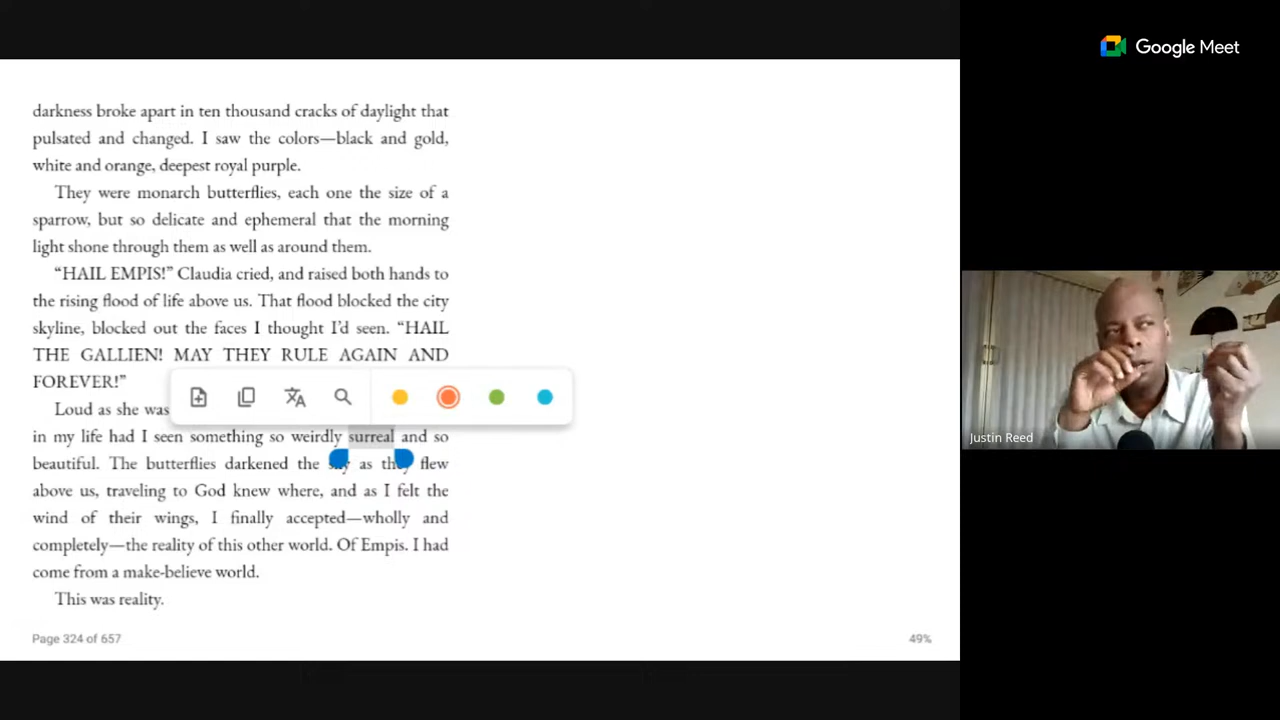 Google Meet
darkness broke apart in ten thousand cracks of daylight that
pulsated and changed. I saw the colors—black and gold,
white and orange, deepest royal purple.
They were monarch butterflies, each one the size of a
sparrow, but so delicate and ephemeral that the morning
light shone through them as well as around them.
“HAIL EMPIS!” Claudia cried, and raised both hands to
the rising flood of life above us. That flood blocked the city
skyline, blocked out the faces I thought I’d seen. “HAIL
THE GALLIEN! MAY THEY RULE AGAIN AND
FOREVER!”
Loud as she was
in my life had I seen something so weirdly surreal and so
beautiful. The butterflies darkened the as flew
above us, traveling to God knew where, and as I felt the
wind of their wings, I finally accepted—wholly and
completely—the reality of this other world. Of Empis. I had
come from a make-believe world.
This was reality.
Page 324 of 657
49%
Justin Reed